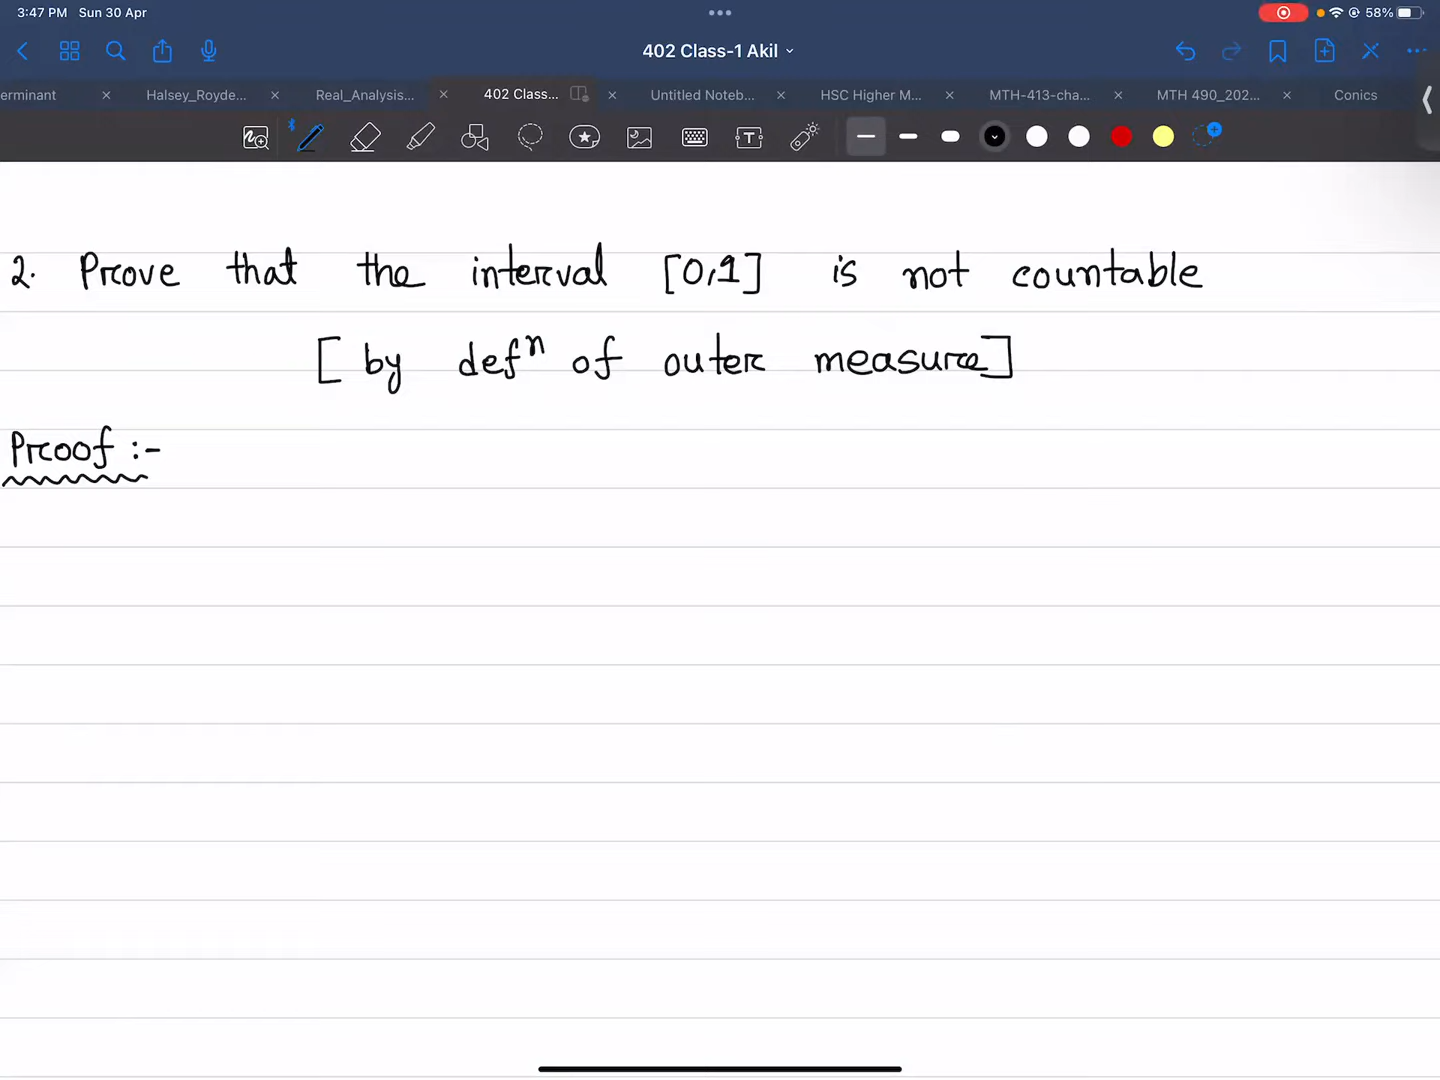 3:47 PM Sun 30 Apr
58%
402 Class-1 Akil
erminant
Halsey_Royde...
Real_Analysis...
402 Class...
Untitled Noteb...
HSC Higher M...
MTH-413-cha...
MTH 490_202...
Conics
2. Prove that the interval [0,1] is not countable
[by defⁿ of outer measure]
Proof :-